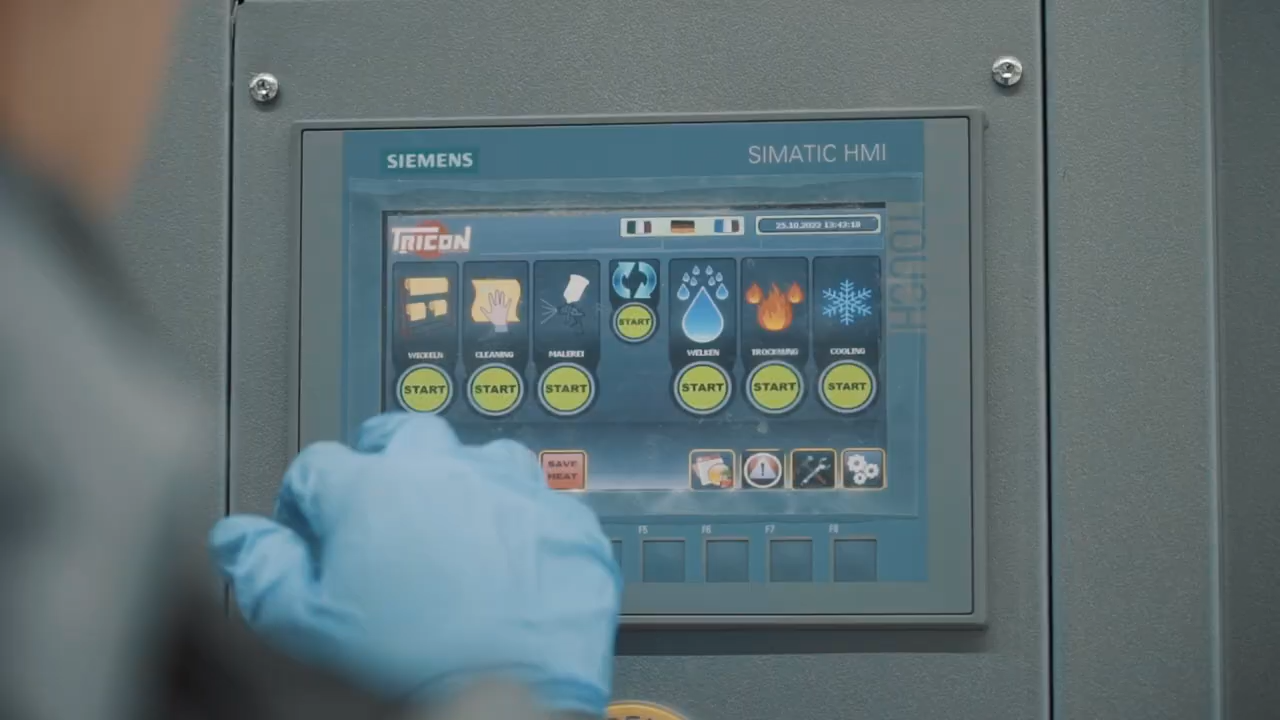 SIEMENS
SIMATIC HMI
TOUCH
TRICON
25.10.2022 13:43:18
WICKELN
CLEANING
MALEREI
START
WELKEN
TROCKNUNG
COOLING
START
START
START
START
START
START
SAVE
HEAT
F5
F6
F7
F8